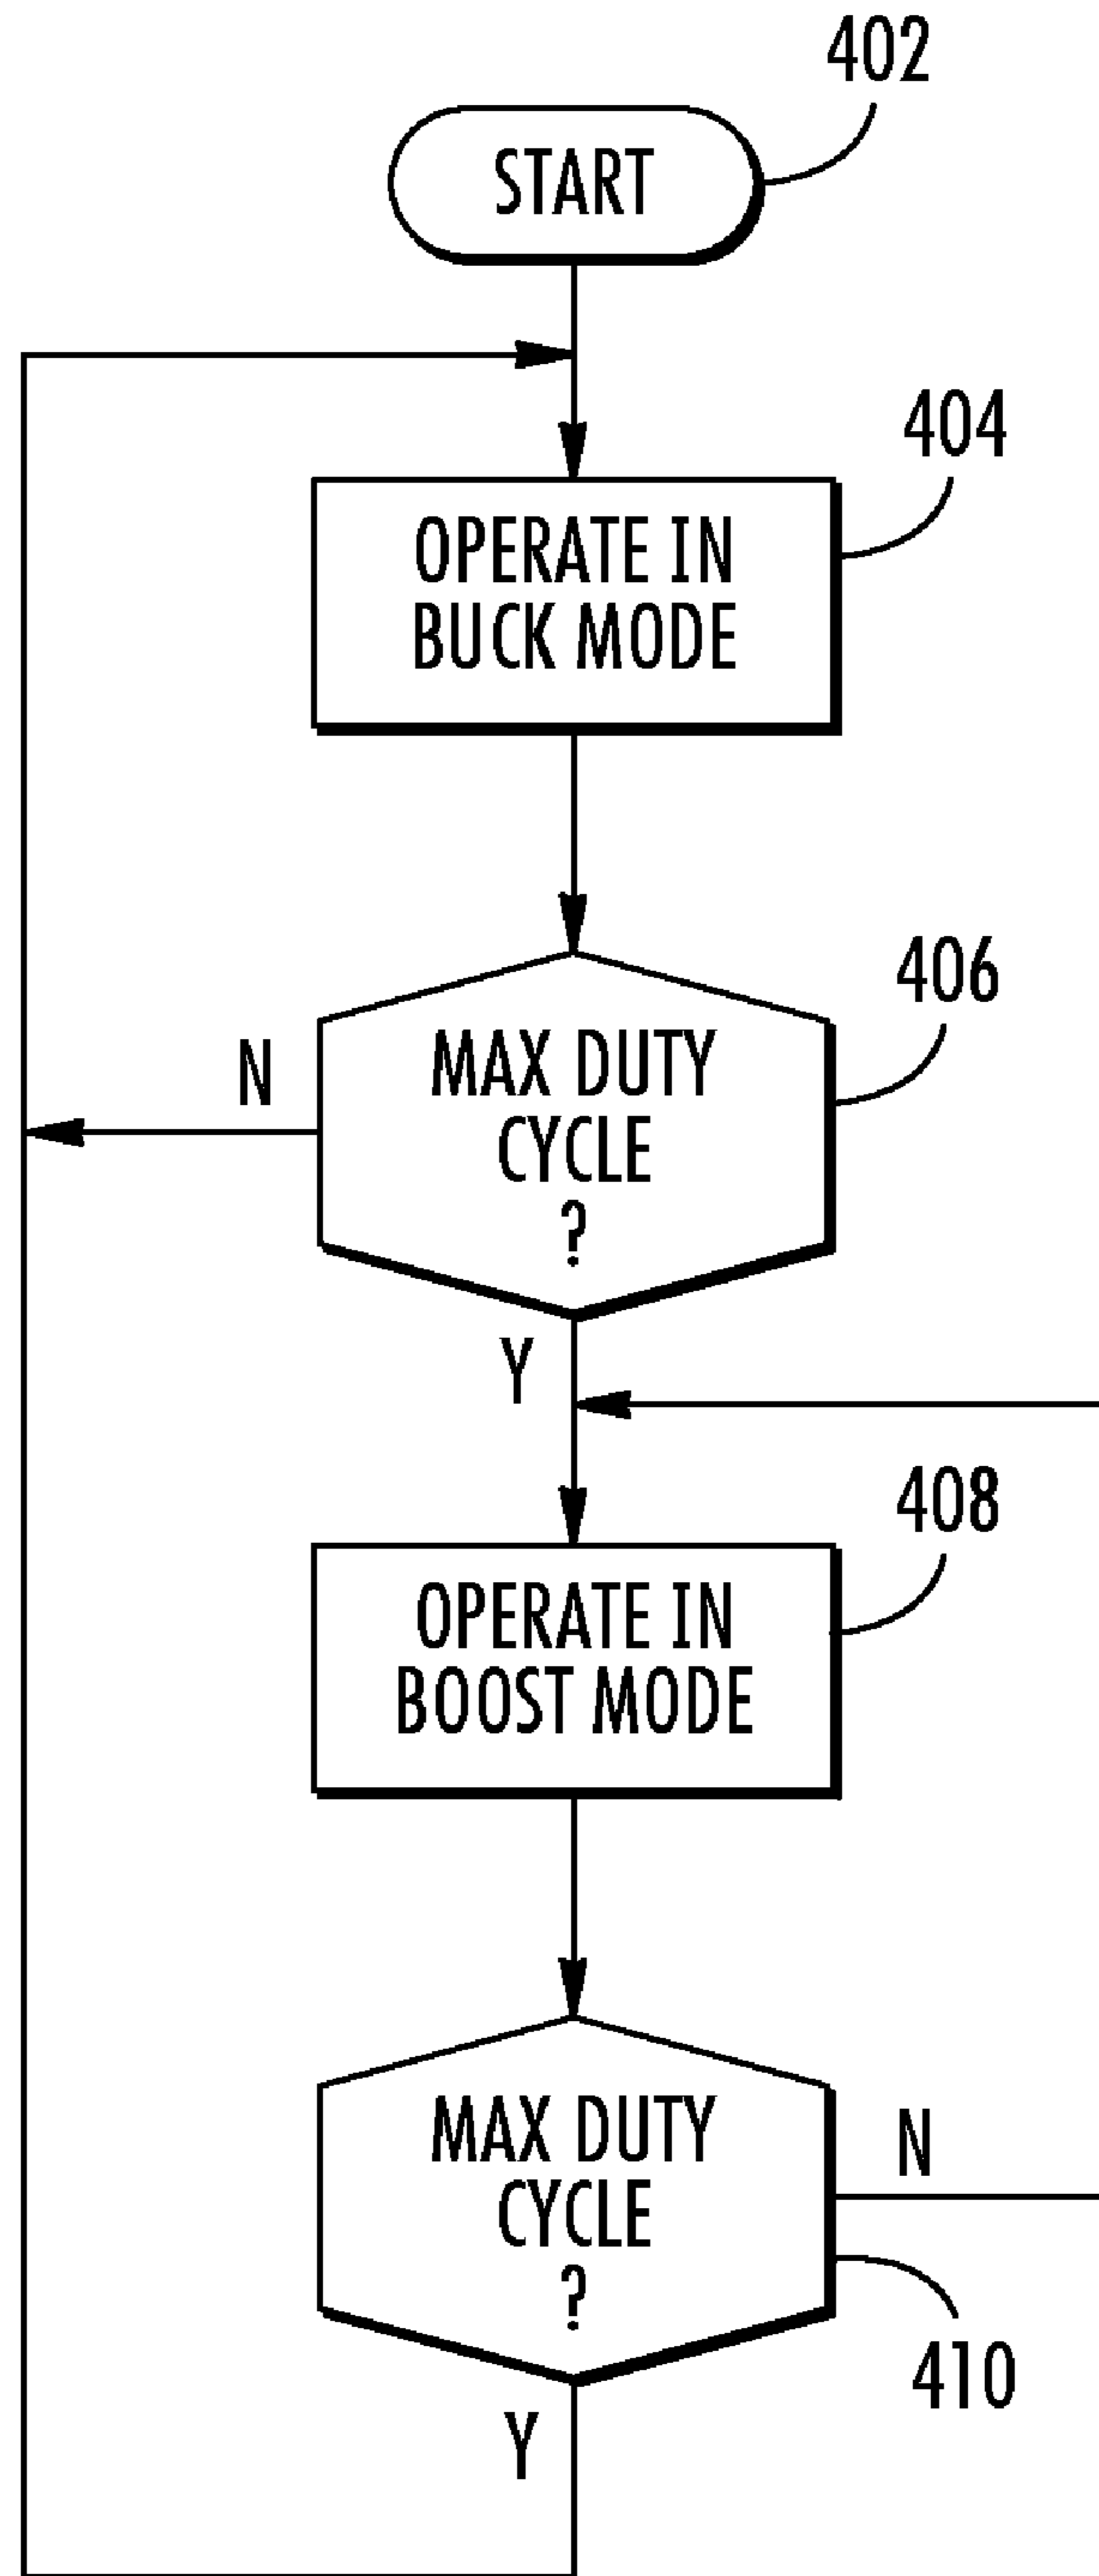 402
START
404
OPERATE IN
BUCK MODE
406
N
MAX DUTY
CYCLE
?
Y
408
OPERATE IN
BOOST MODE
MAX DUTY
CYCLE
?
N
410
Y